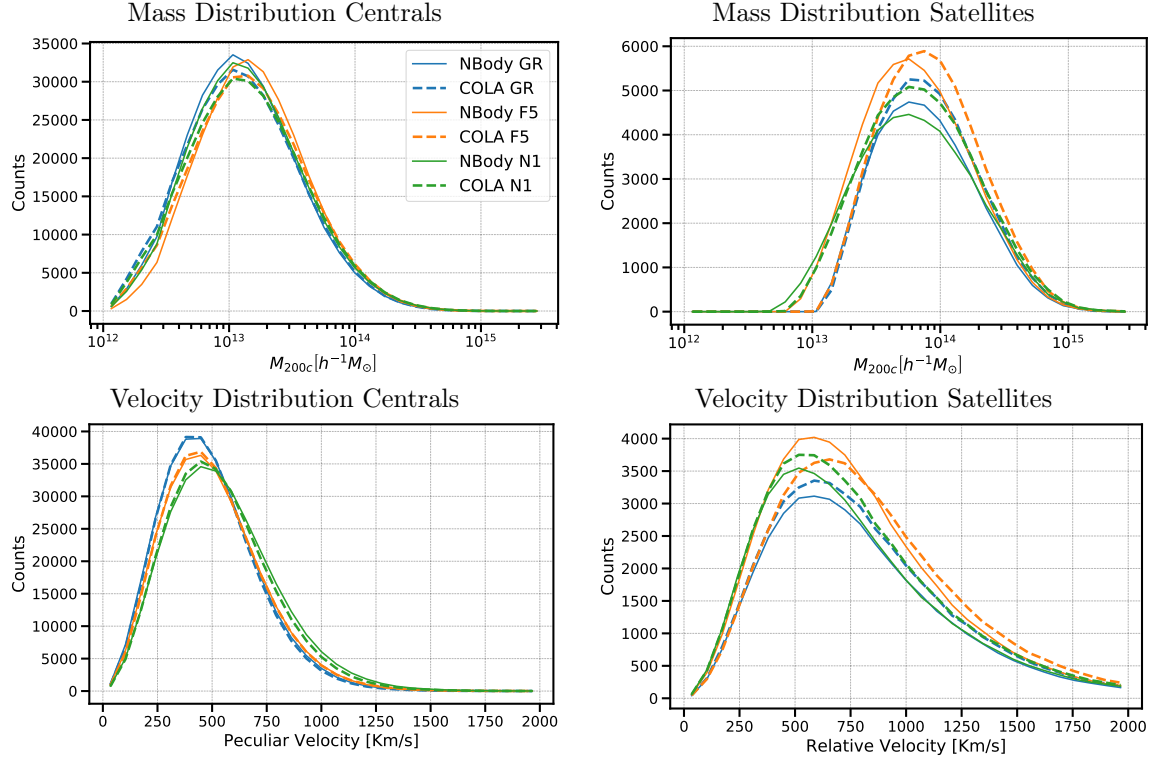 Mass Distribution Centrals
35000
30000
25000
20000
15000
10000
5000
0
Counts
NBody GR
COLA GR
NBody F5
COLA F5
NBody N1
COLA N1
10¹²
10¹³
10¹⁴
10¹⁵
M₂₀₀c[h⁻¹M⊙]
Mass Distribution Satellites
6000
5000
4000
3000
2000
1000
0
Counts
10¹²
10¹³
10¹⁴
10¹⁵
M₂₀₀c[h⁻¹M⊙]
Velocity Distribution Centrals
40000
35000
30000
25000
20000
15000
10000
5000
0
Counts
0 250 500 750 1000 1250 1500 1750 2000
Peculiar Velocity [Km/s]
Velocity Distribution Satellites
4000
3500
3000
2500
2000
1500
1000
500
0
Counts
0 250 500 750 1000 1250 1500 1750 2000
Relative Velocity [Km/s]